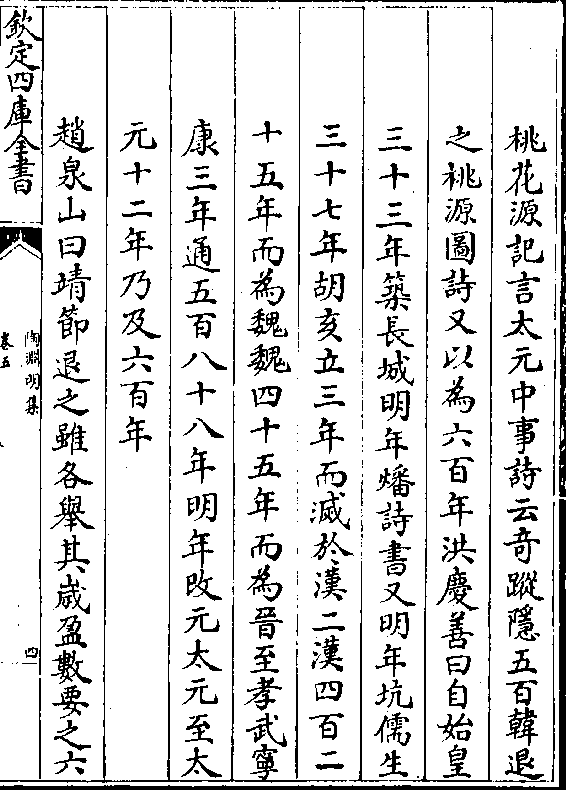 桃花源記言太元中事詩云奇蹤隱五百韓退
之桃源圖詩又以為六百年洪慶善曰自始皇
三十三年築長城明年燔詩書又明年坑儒生
三十七年胡亥立三年而滅於漢二漢四百二
十五年而為魏魏四十五年而為晉至孝武寧
康三年通五百八十八年明年改元太元至太
元十二年乃及六百年
趙泉山曰靖節退之雖各舉其歲盈數要之六
欽定四庫全書
陶淵明集
卷五
四